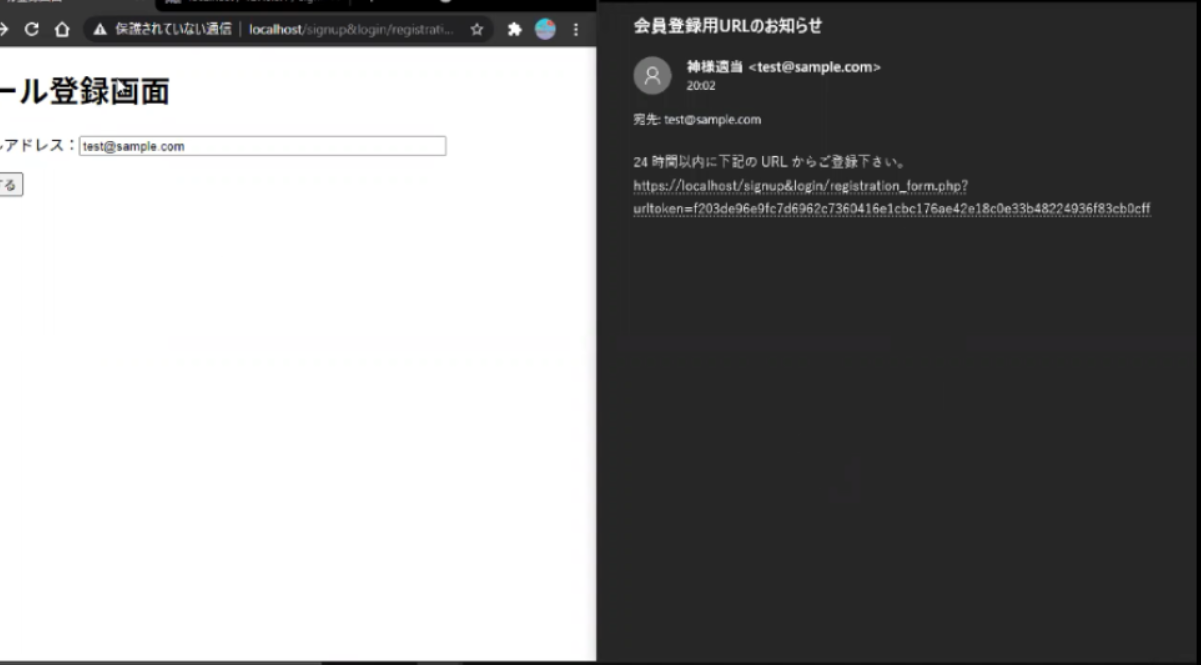 保護されていない通信 | localhost/signup&login/registrati...
ール登録画面
アドレス：test@sample.com
する
会員登録用URLのお知らせ
神様適当 <test@sample.com>
20:02
宛先: test@sample.com
24 時間以内に下記の URL からご登録下さい。
https://localhost/signup&login/registration_form.php?
urltoken=f203de96e9fc7d6962c7360416e1cbc176ae42e18c0e33b48224936f83cb0cff